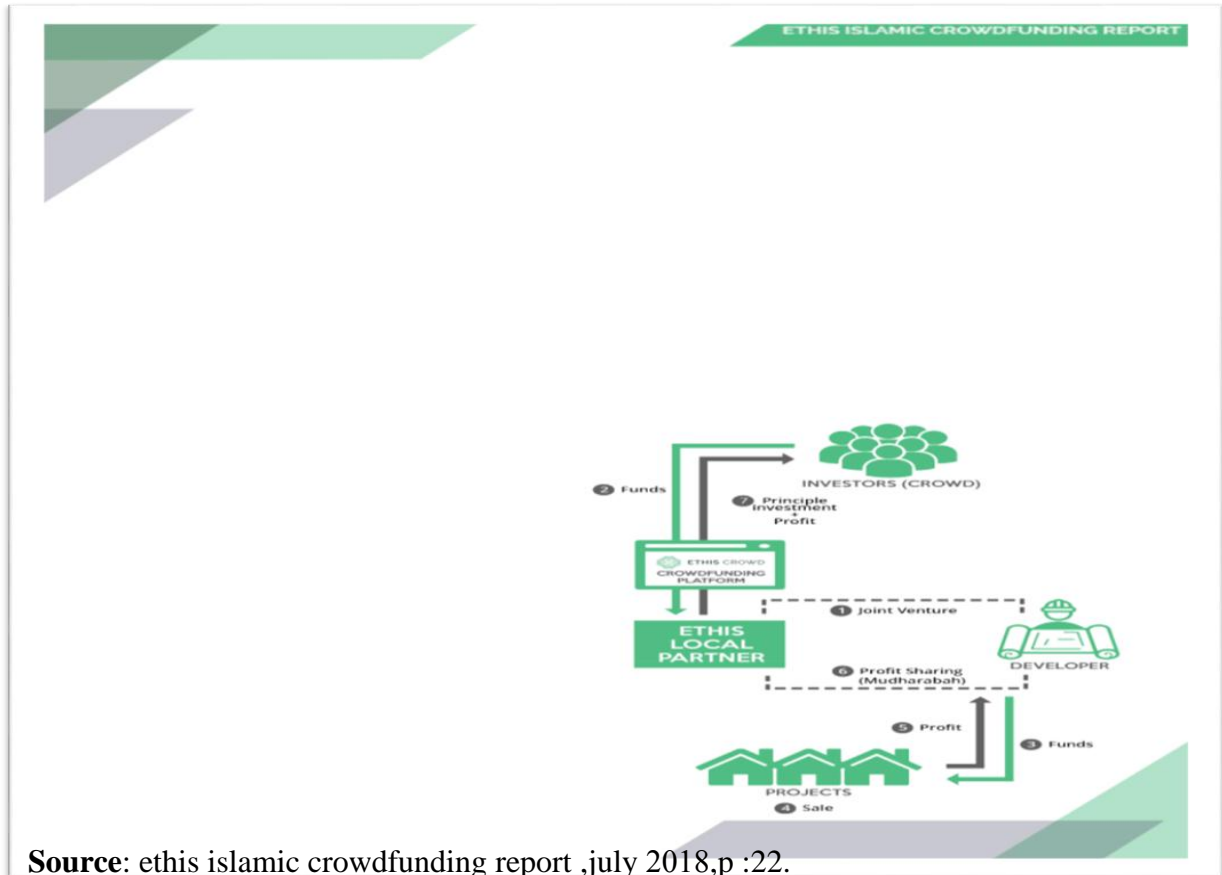 ETHIS ISLAMIC CROWDFUNDING REPORT
INVESTORS (CROWD)
2 Funds
7 Principle
Investment
+
Profit
ETHIS CROWD
CROWDFUNDING
PLATFORM
1 Joint Venture
ETHIS
LOCAL
PARTNER
DEVELOPER
6 Profit Sharing
(Mudharabah)
5 Profit
3 Funds
PROJECTS
4 Sale
Source: ethis islamic crowdfunding report ,july 2018,p :22.